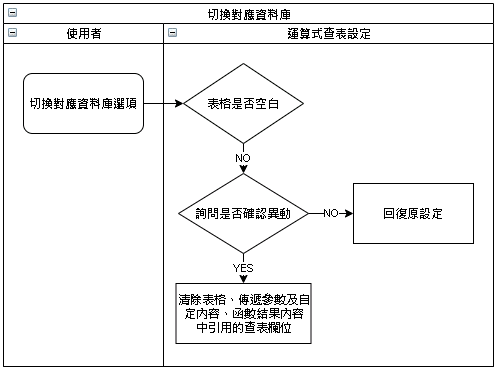 切換對應資料庫
使用者
運算式查表設定
切換對應資料庫選項
表格是否空白
NO
詢問是否確認異動
NO
回復原設定
YES
清除表格、傳遞參數及自
定內容、函數結果內容
中引用的查表欄位